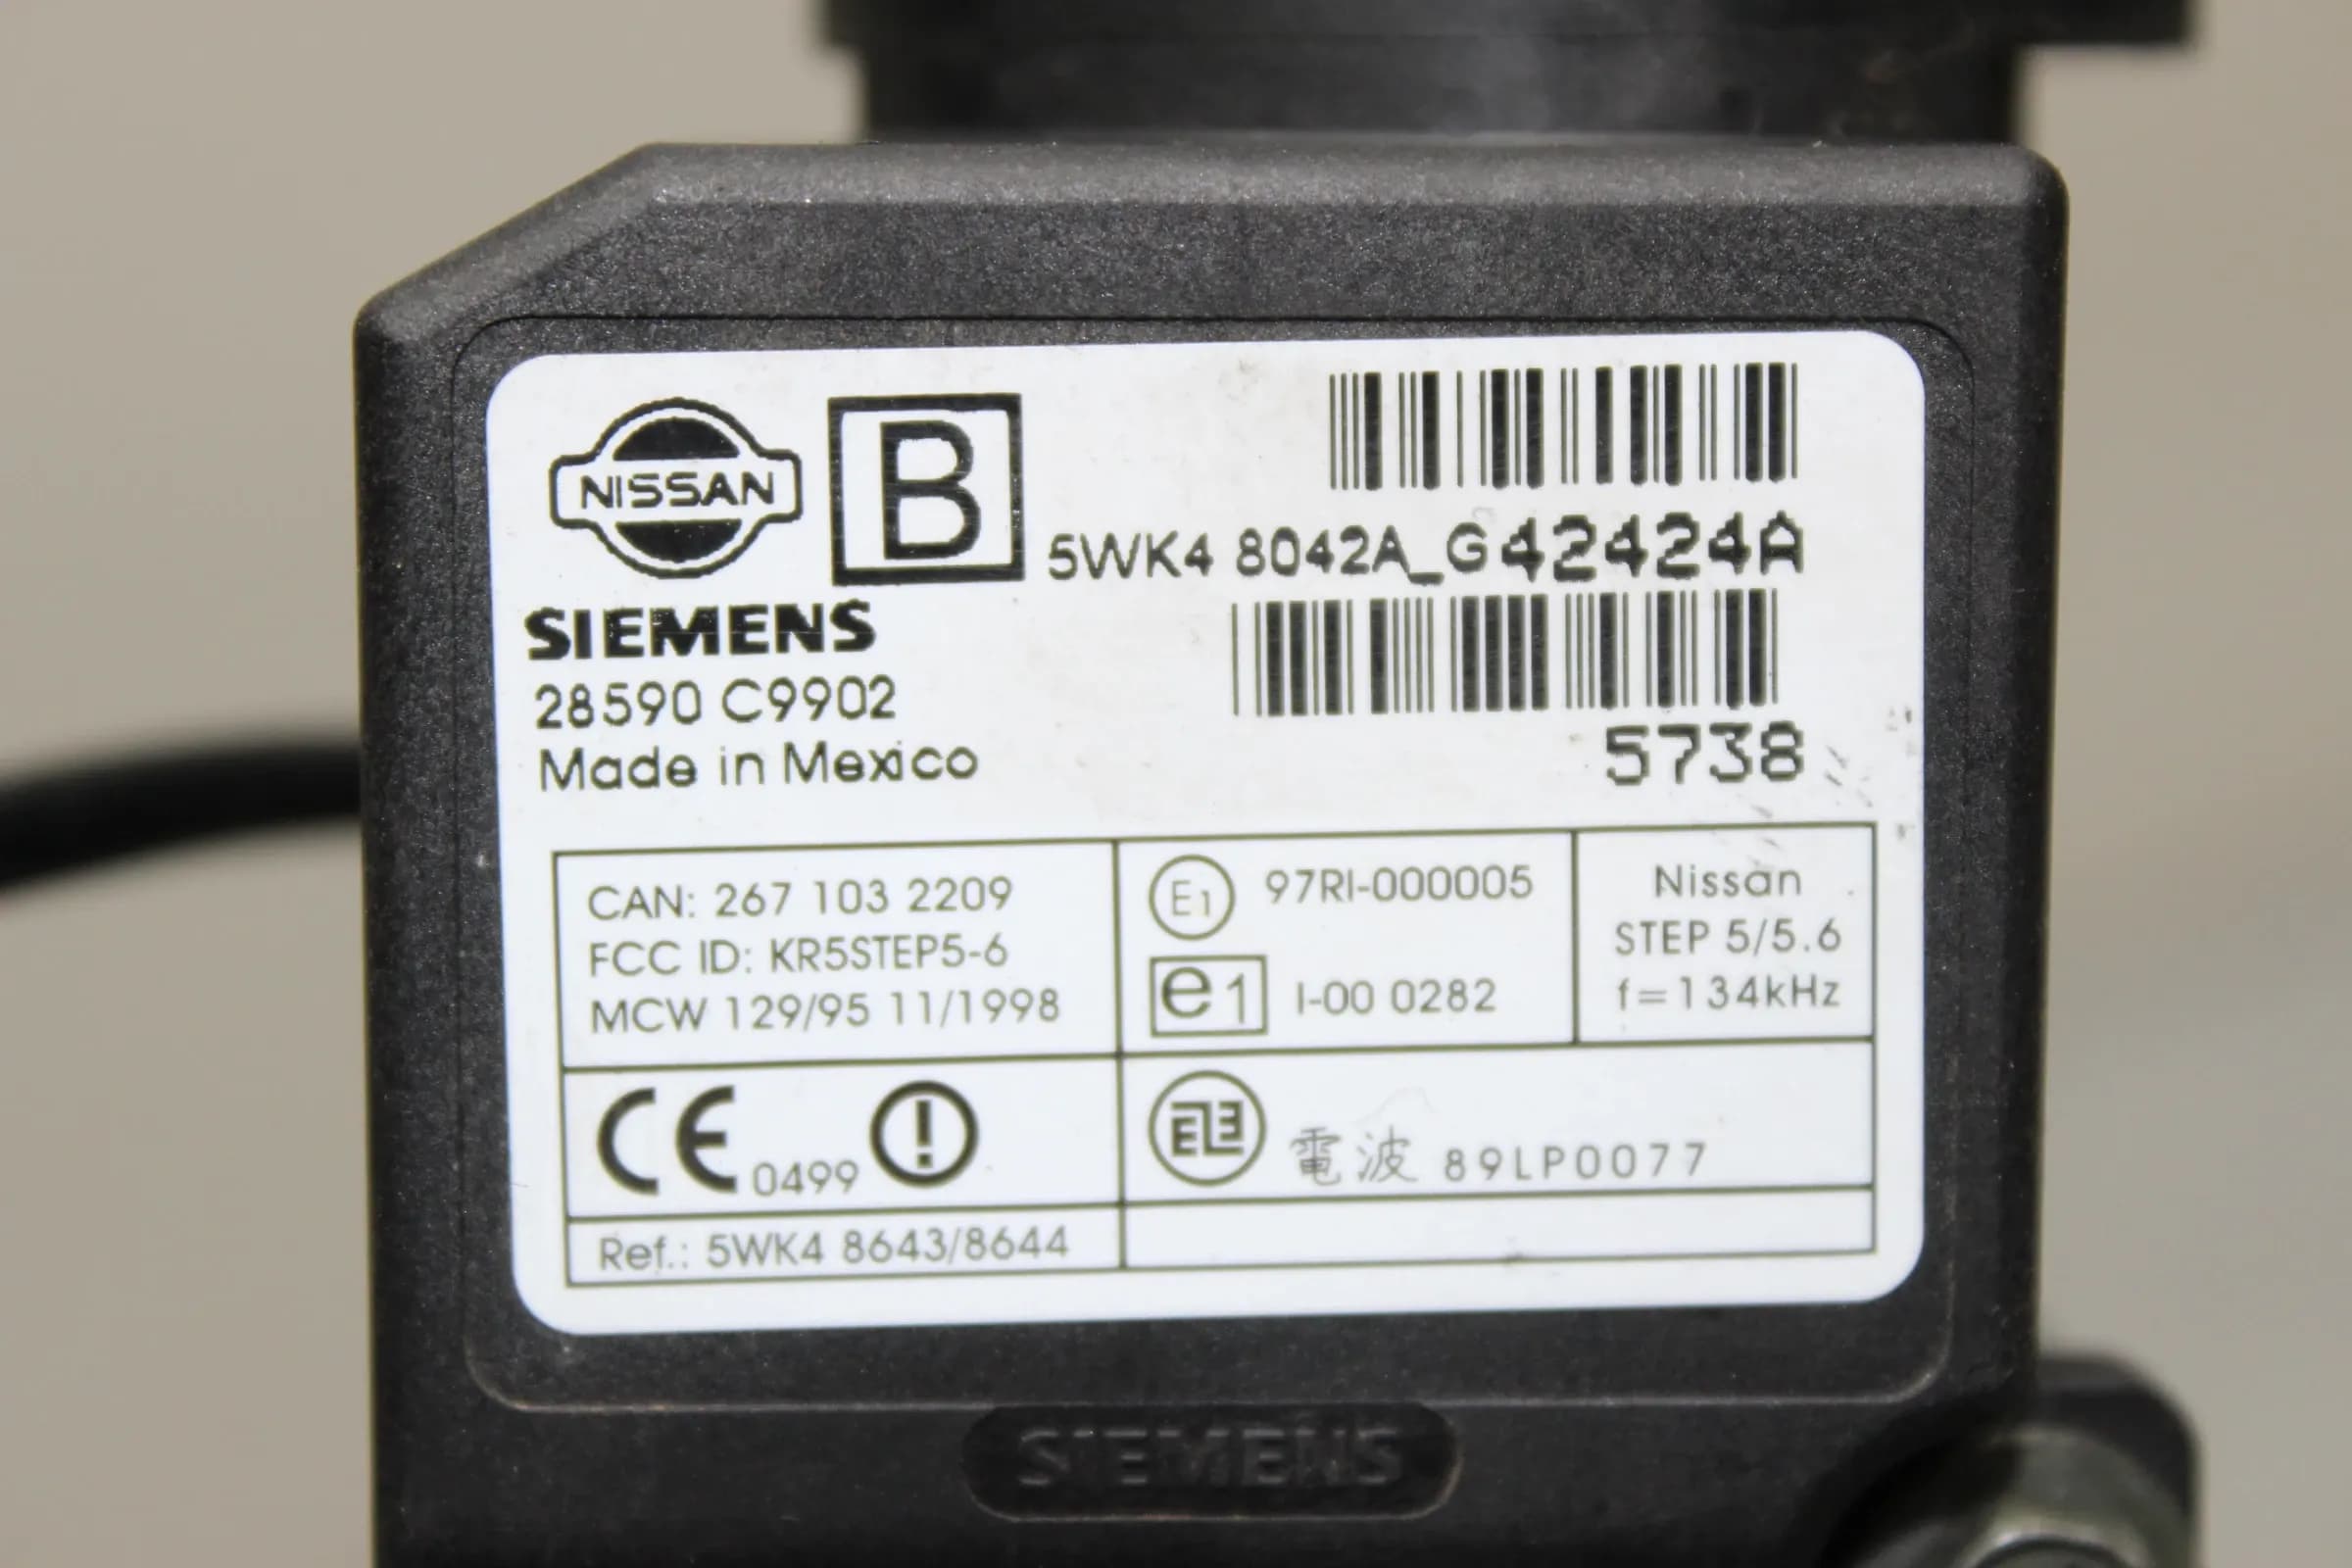 NISSAN
B
5WK4 8042A_G42424A
SIEMENS
28590 C9902
Made in Mexico
5738
CAN: 267 103 2209
FCC ID: KR5STEP5-6
MCW 129/95 11/1998
E1 97RI-000005
e1 I-00 0282
Nissan
STEP 5/5.6
f=134kHz
CE 0499 !
電波 89LP0077
Ref.: 5WK4 8643/8644
SIEMENS